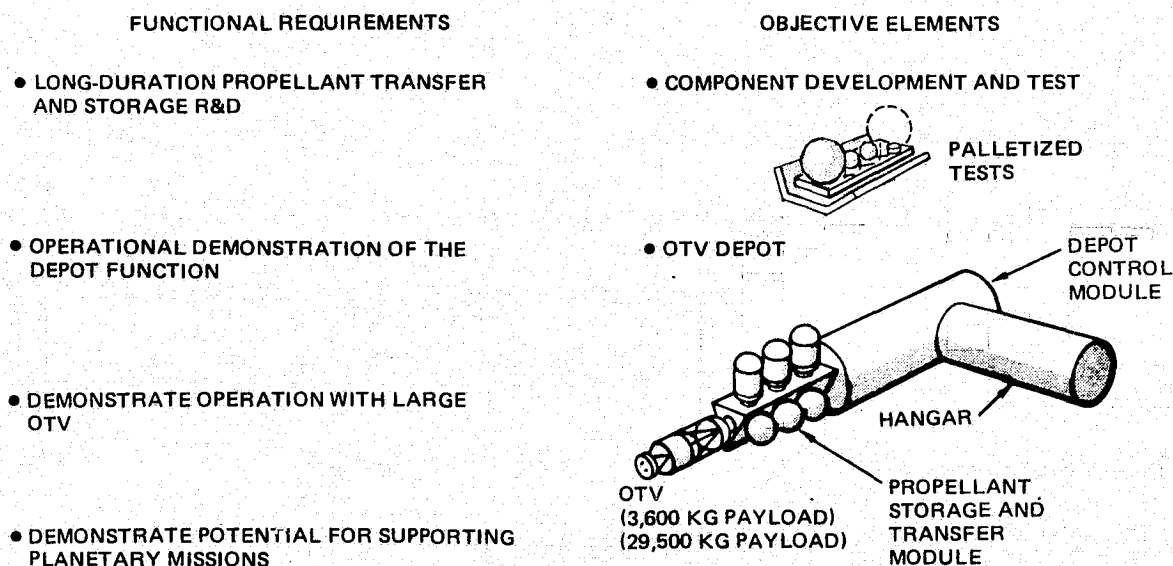 FUNCTIONAL REQUIREMENTS
● LONG-DURATION PROPELLANT TRANSFER
AND STORAGE R&D
● OPERATIONAL DEMONSTRATION OF THE
DEPOT FUNCTION
● DEMONSTRATE OPERATION WITH LARGE
OTV
● DEMONSTRATE POTENTIAL FOR SUPPORTING
PLANETARY MISSIONS
OBJECTIVE ELEMENTS
● COMPONENT DEVELOPMENT AND TEST
PALLETIZED
TESTS
● OTV DEPOT
DEPOT
CONTROL
MODULE
HANGAR
OTV
(3,600 KG PAYLOAD)
(29,500 KG PAYLOAD)
PROPELLANT
STORAGE AND
TRANSFER
MODULE